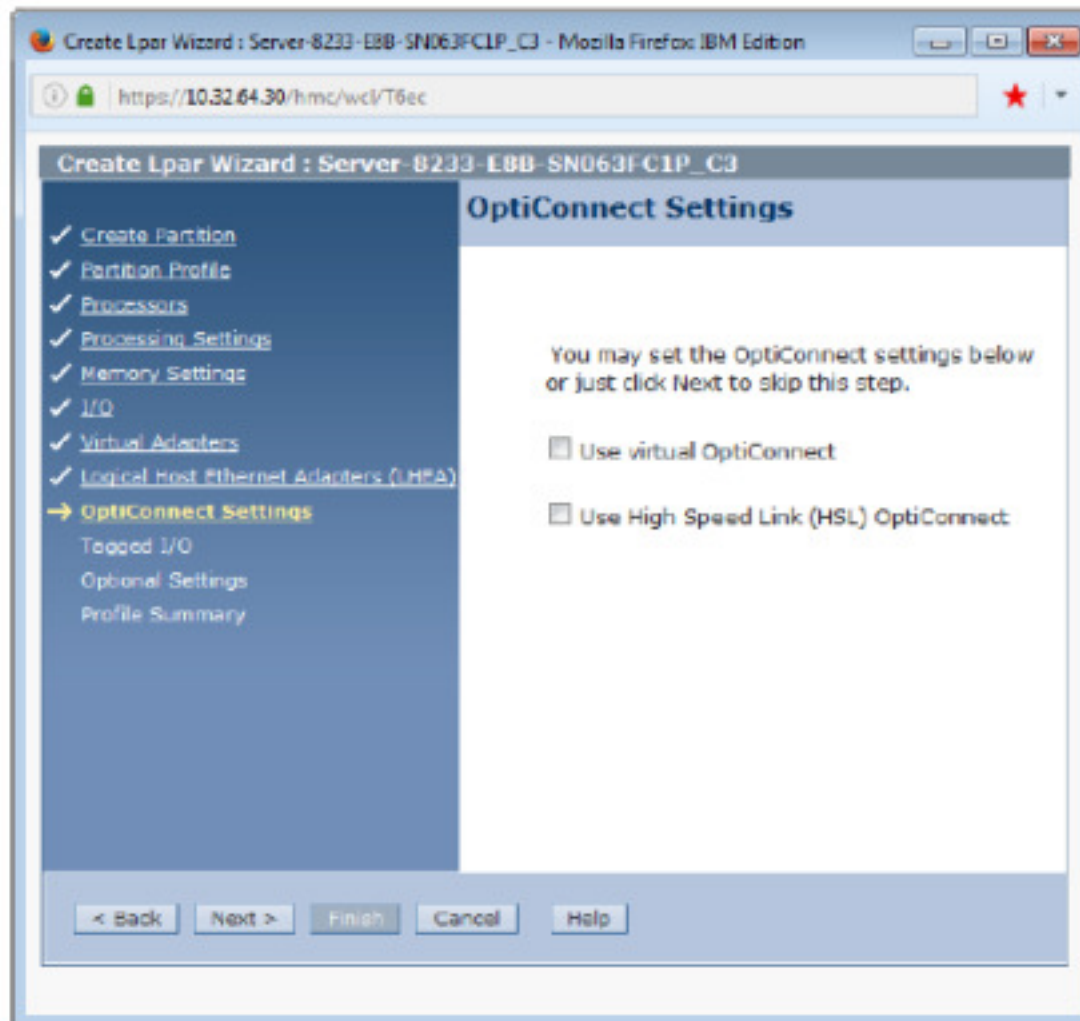 Create Lpar Wizard : Server-8233-E8B-SN063FC1P_C3 - Mozilla Firefox: IBM Edition
https://10.32.64.30/hmc/wcl/T6ec
Create Lpar Wizard : Server-8233-E8B-SN063FC1P_C3
Create Partition
Partition Profile
Processors
Processing Settings
Memory Settings
I/O
Virtual Adapters
Logical Host Ethernet Adapters (LHEA)
OptiConnect Settings
Tagged I/O
Optional Settings
Profile Summary
OptiConnect Settings
You may set the OptiConnect settings below
or just click Next to skip this step.
Use virtual OptiConnect
Use High Speed Link (HSL) OptiConnect
< Back
Next >
Finish
Cancel
Help